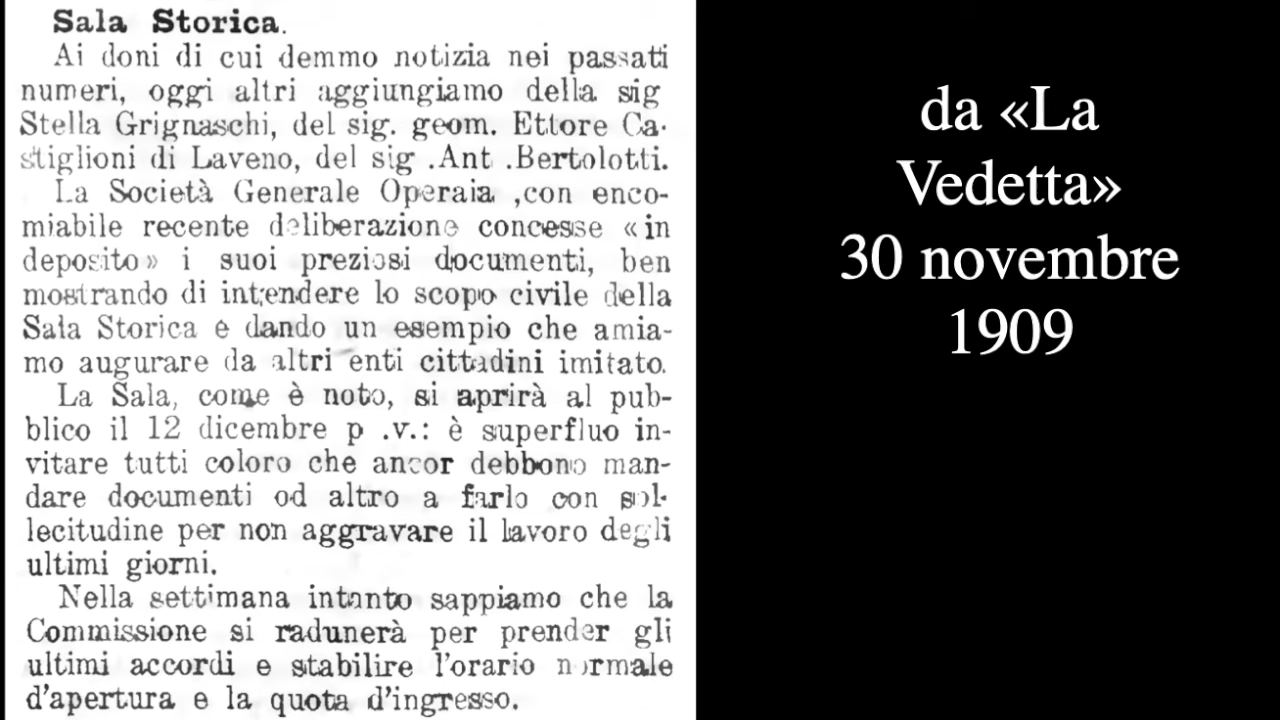 Sala Storica.
Ai doni di cui demmo notizia nei passati
numeri, oggi altri aggiungiamo della sig
Stella Grignaschi, del sig. geom. Ettore Ca-
stiglioni di Laveno, del sig .Ant .Bertolotti.
La Società Generale Operaia ,con enco-
miabile recente deliberazione concesse «in
deposito» i suoi preziosi documenti, ben
mostrando di intendere lo scopo civile della
Sala Storica e dando un esempio che amia-
mo augurare da altri enti cittadini imitato.
La Sala, come è noto, si aprirà al pub-
blico il 12 dicembre p .v.: è superfluo in-
vitare tutti coloro che ancor debbono man-
dare documenti od altro a farlo con sol-
lecitudine per non aggravare il lavoro degli
ultimi giorni.
Nella settimana intanto sappiamo che la
Commissione si radunerà per prender gli
ultimi accordi e stabilire l'orario normale
d'apertura e la quota d'ingresso.
da «La
Vedetta»
30 novembre
1909